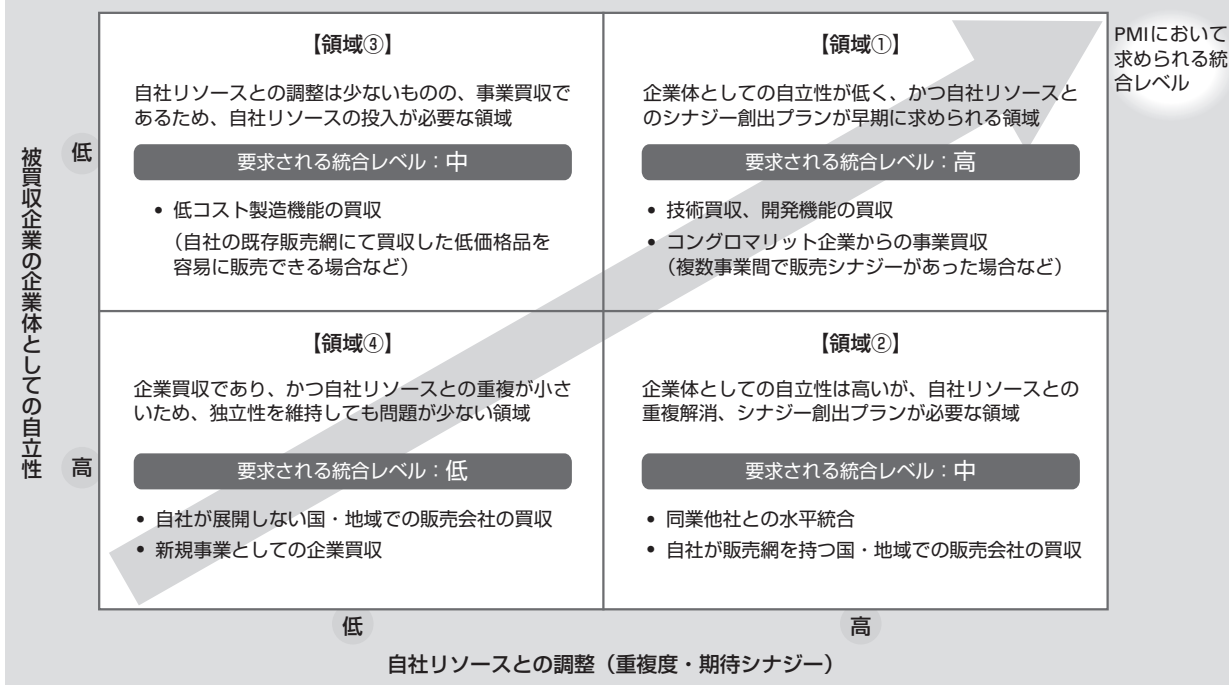 PMIにおいて
求められる統
合レベル
被買収企業の企業体としての自立性
低
高
【領域③】
自社リソースとの調整は少ないものの、事業買収で
あるため、自社リソースの投入が必要な領域
要求される統合レベル：中
• 低コスト製造機能の買収
（自社の既存販売網にて買収した低価格品を
容易に販売できる場合など）
【領域①】
企業体としての自立性が低く、かつ自社リソースと
のシナジー創出プランが早期に求められる領域
要求される統合レベル：高
• 技術買収、開発機能の買収
• コングロマリット企業からの事業買収
（複数事業間で販売シナジーがあった場合など）
【領域④】
企業買収であり、かつ自社リソースとの重複が小さ
いため、独立性を維持しても問題が少ない領域
要求される統合レベル：低
• 自社が展開しない国・地域での販売会社の買収
• 新規事業としての企業買収
【領域②】
企業体としての自立性は高いが、自社リソースとの
重複解消、シナジー創出プランが必要な領域
要求される統合レベル：中
• 同業他社との水平統合
• 自社が販売網を持つ国・地域での販売会社の買収
低
高
自社リソースとの調整（重複度・期待シナジー）